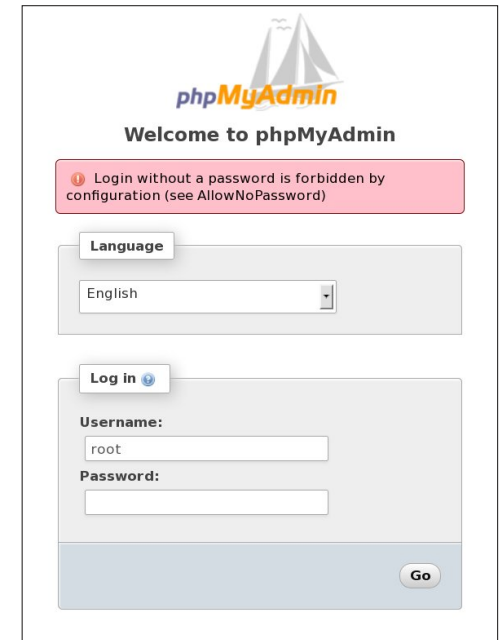 phpMyAdmin
Welcome to phpMyAdmin
Login without a password is forbidden by
configuration (see AllowNoPassword)
Language
English
Log in
Username:
root
Password:
Go